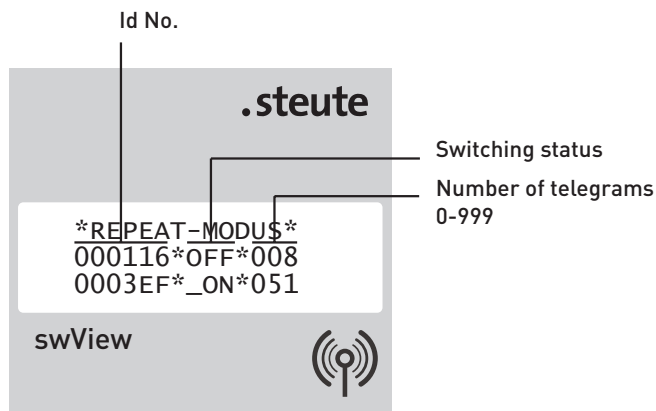 Id No.
.steute
Switching status
Number of telegrams
0-999
*REPEAT-MODUS*
000116*OFF*008
0003EF*_ON*051
swView